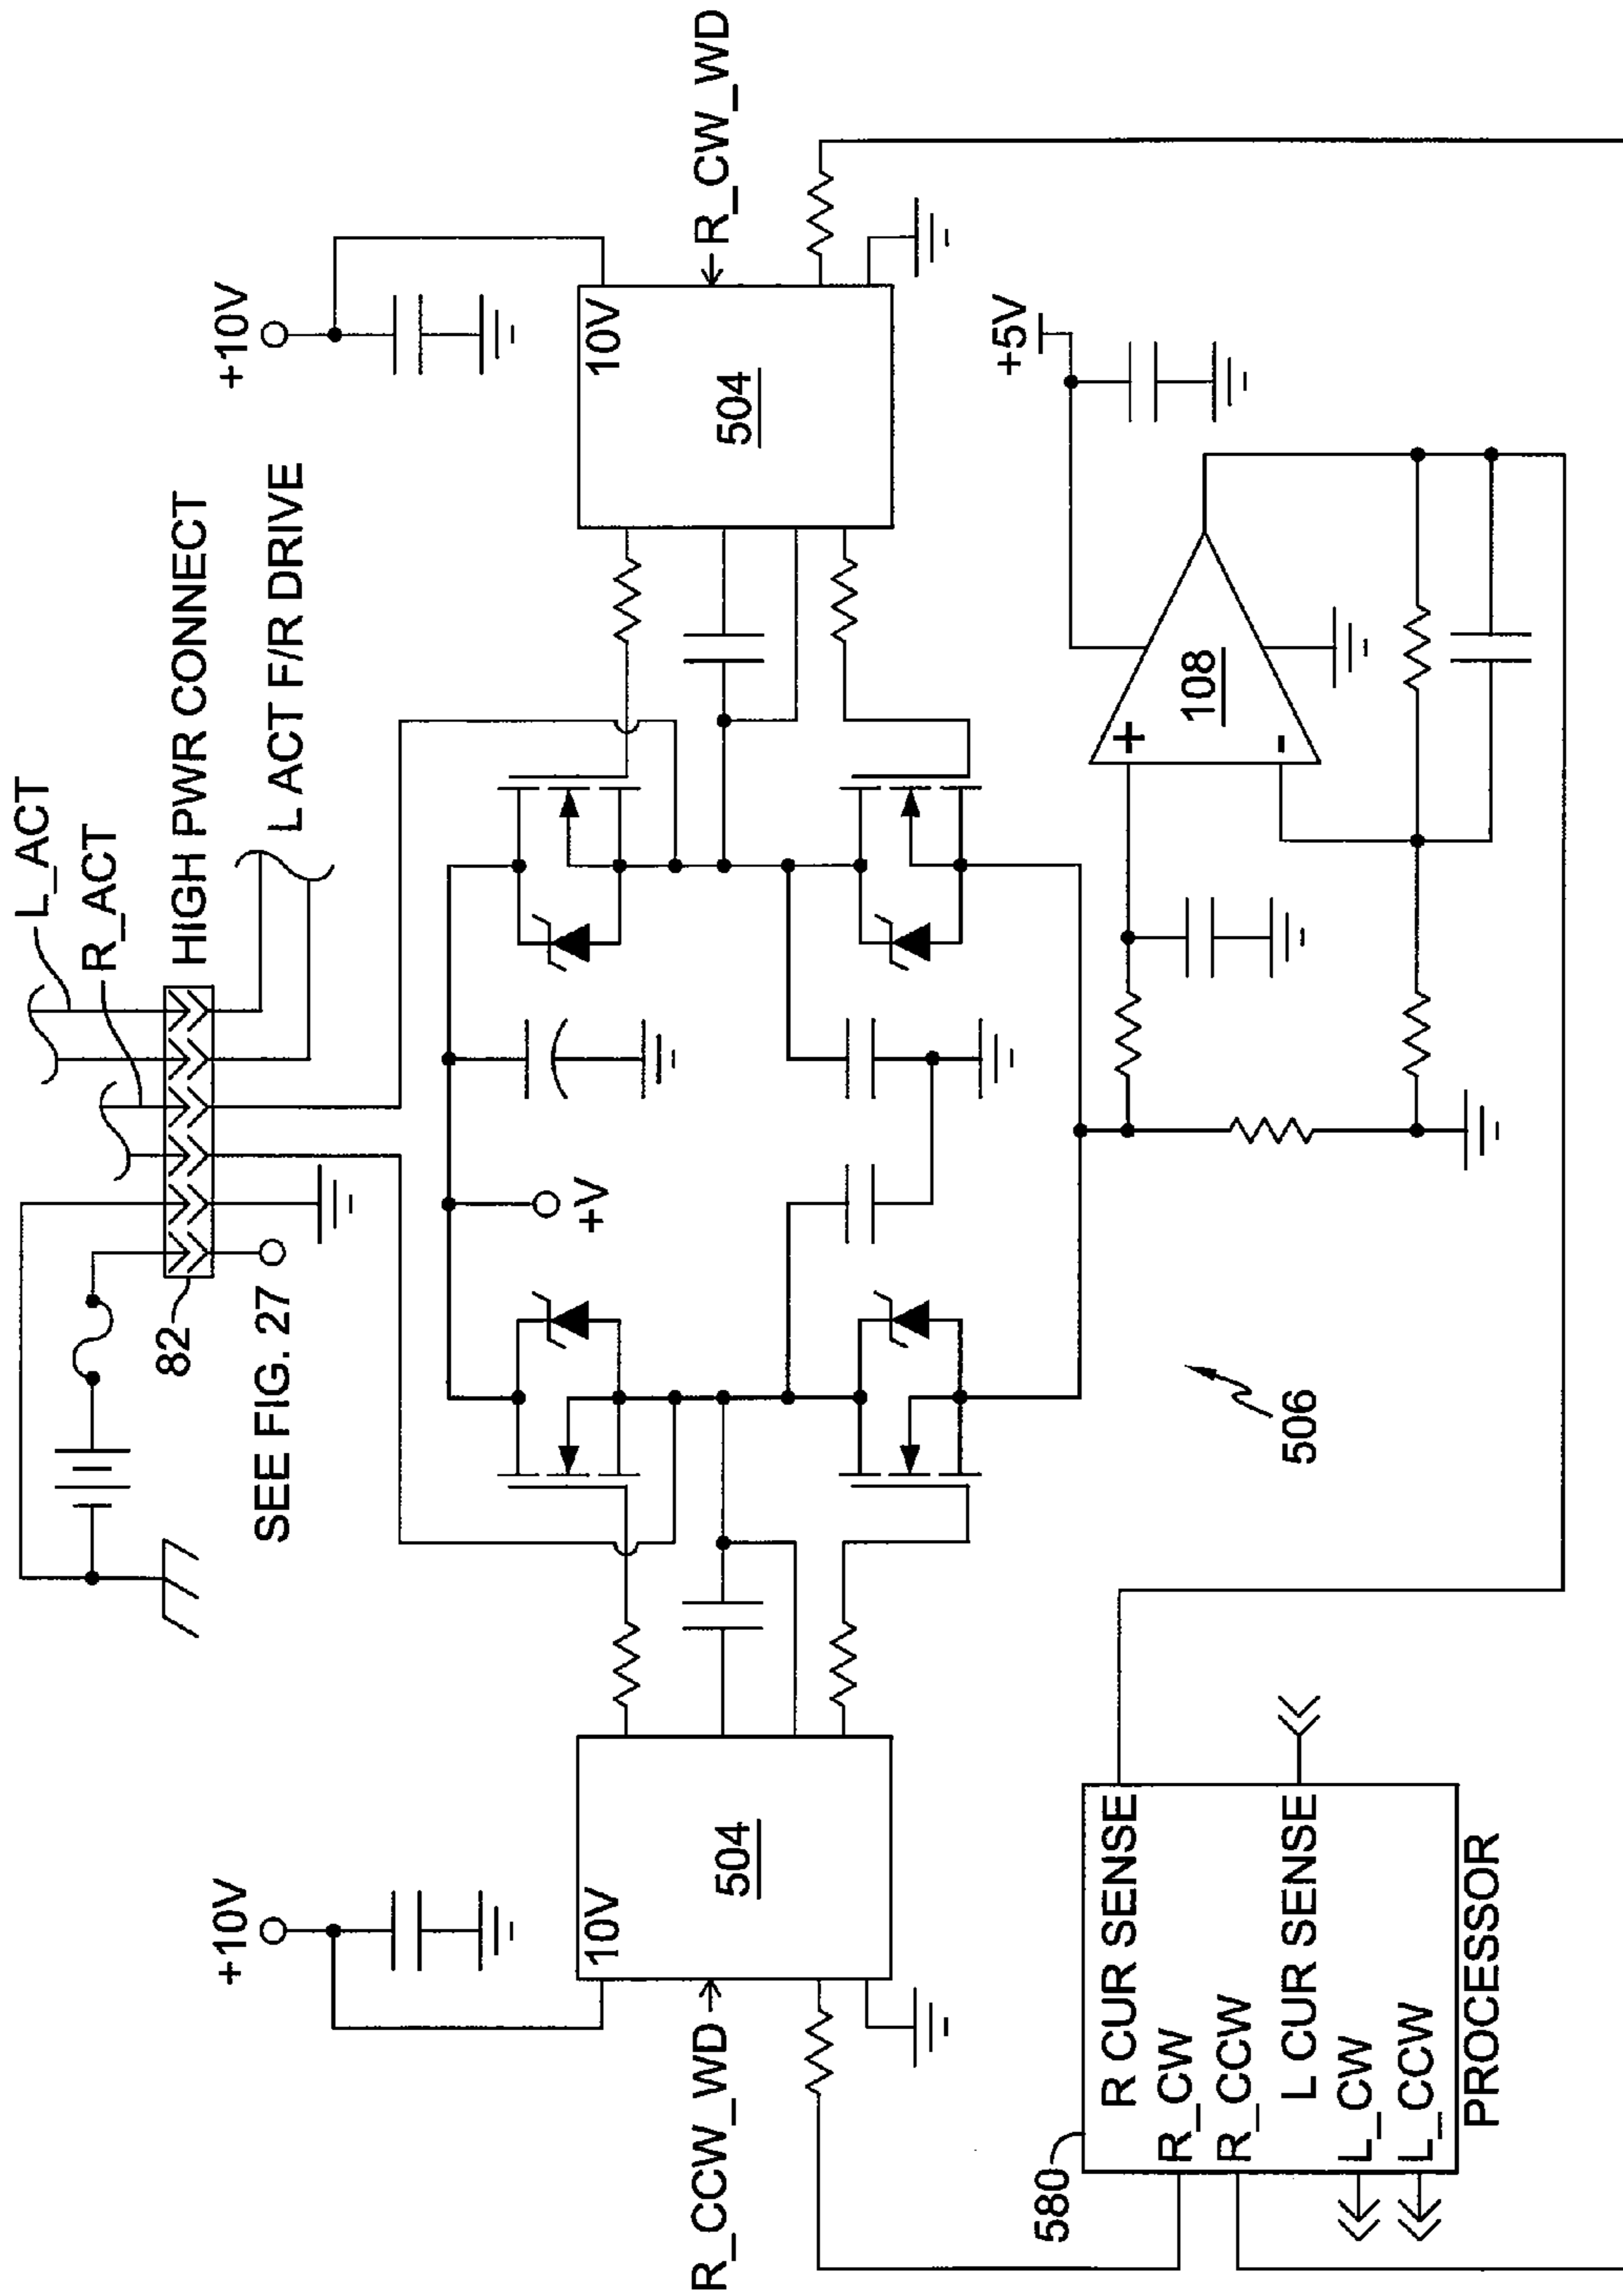 L_ACT
R_ACT
HIGH PWR CONNECT
L ACT F/R DRIVE
82
SEE FIG. 27
+10V
+10V
10V
504
R_CCW_WD
10V
504
R_CW_WD
+V
+5V
+
-
108
506
580
R CUR SENSE
R_CW
R_CCW
L CUR SENSE
L_CW
L_CCW
PROCESSOR